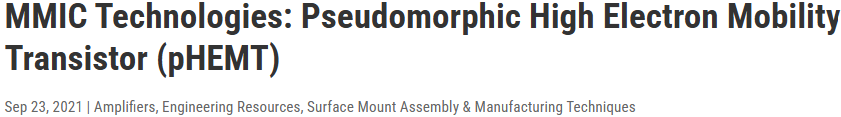 MMIC Technologies: Pseudomorphic High Electron Mobility
Transistor (pHEMT)
Sep 23, 2021 | Amplifiers, Engineering Resources, Surface Mount Assembly & Manufacturing Techniques